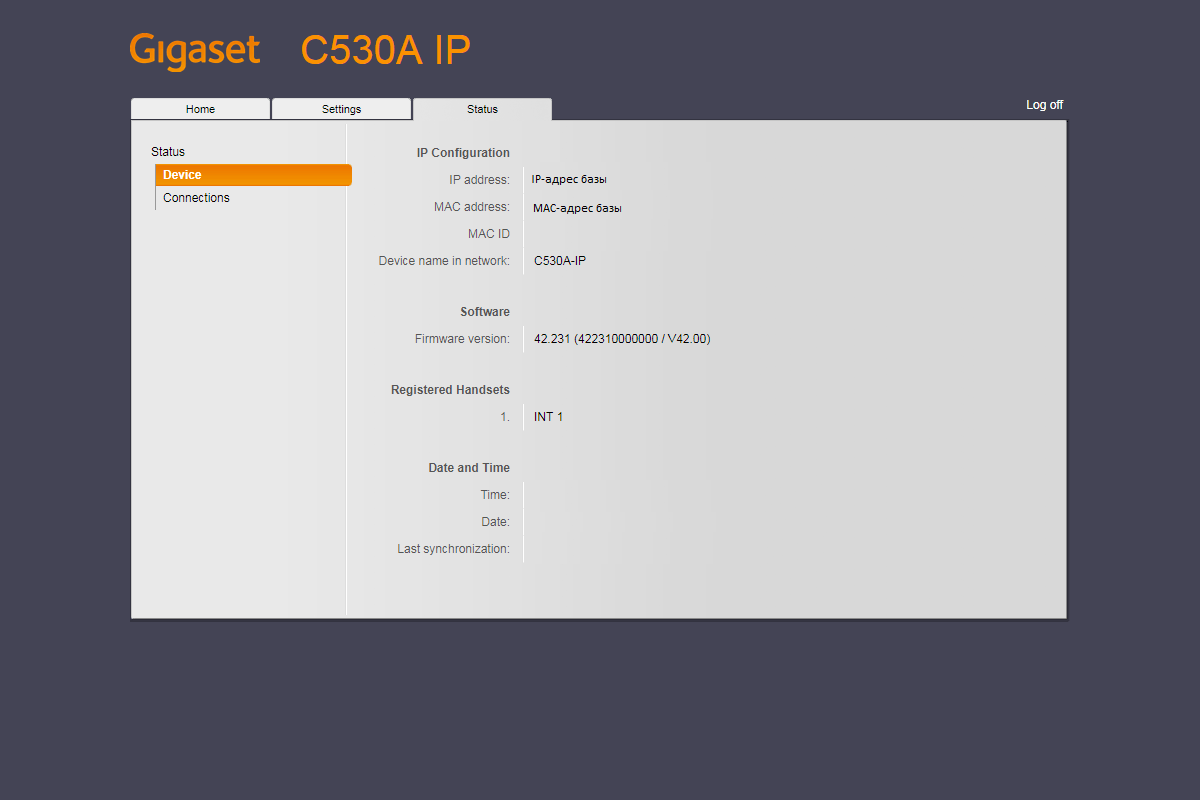 Gigaset C530A IP
Home Settings Status Log off
Status
Device
Connections
IP Configuration
IP address: IP-адрес базы
MAC address: MAC-адрес базы
MAC ID
Device name in network: C530A-IP
Software
Firmware version: 42.231 (422310000000 / V42.00)
Registered Handsets
1. INT 1
Date and Time
Time:
Date:
Last synchronization: